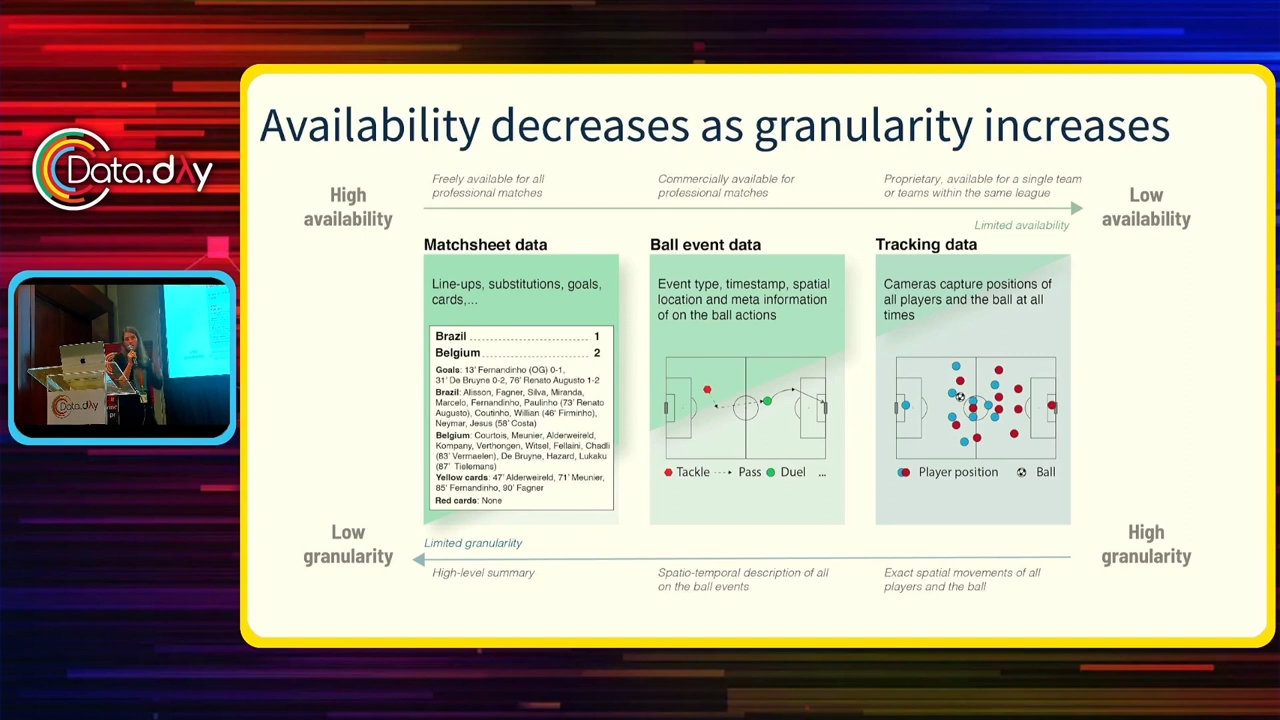 Data.dAy
Availability decreases as granularity increases
High
availability
Freely available for all
professional matches
Commercially available for
professional matches
Proprietary, available for a single team
or teams within the same league
Low
availability
Limited availability
Matchsheet data
Line-ups, substitutions, goals,
cards,...
Brazil 1
Belgium 2
Goals: 13' Fernandinho (OG) 0-1,
31' De Bruyne 0-2, 76' Renato Augusto 1-2
Brazil: Alisson, Fagner, Silva, Miranda,
Marcelo, Fernandinho, Paulinho (73' Renato
Augusto), Coutinho, Willian (46' Firminho),
Neymar, Jesus (58' Costa)
Belgium: Courtois, Meunier, Alderweireld,
Kompany, Verthongen, Witsel, Fellaini, Chadli
(83' Vermaelen), De Bruyne, Hazard, Lukaku
(87' Tielemans)
Yellow cards: 47' Alderweireld, 71' Meunier,
85' Fernandinho, 90' Fagner
Red cards: None
Ball event data
Event type, timestamp, spatial
location and meta information
of on the ball actions
Tackle Pass Duel ...
Tracking data
Cameras capture positions of
all players and the ball at all
times
Player position Ball
Low
granularity
Limited granularlity
High-level summary
Spatio-temporal description of all
on the ball events
Exact spatial movements of all
players and the ball
High
granularity
Data.dAy